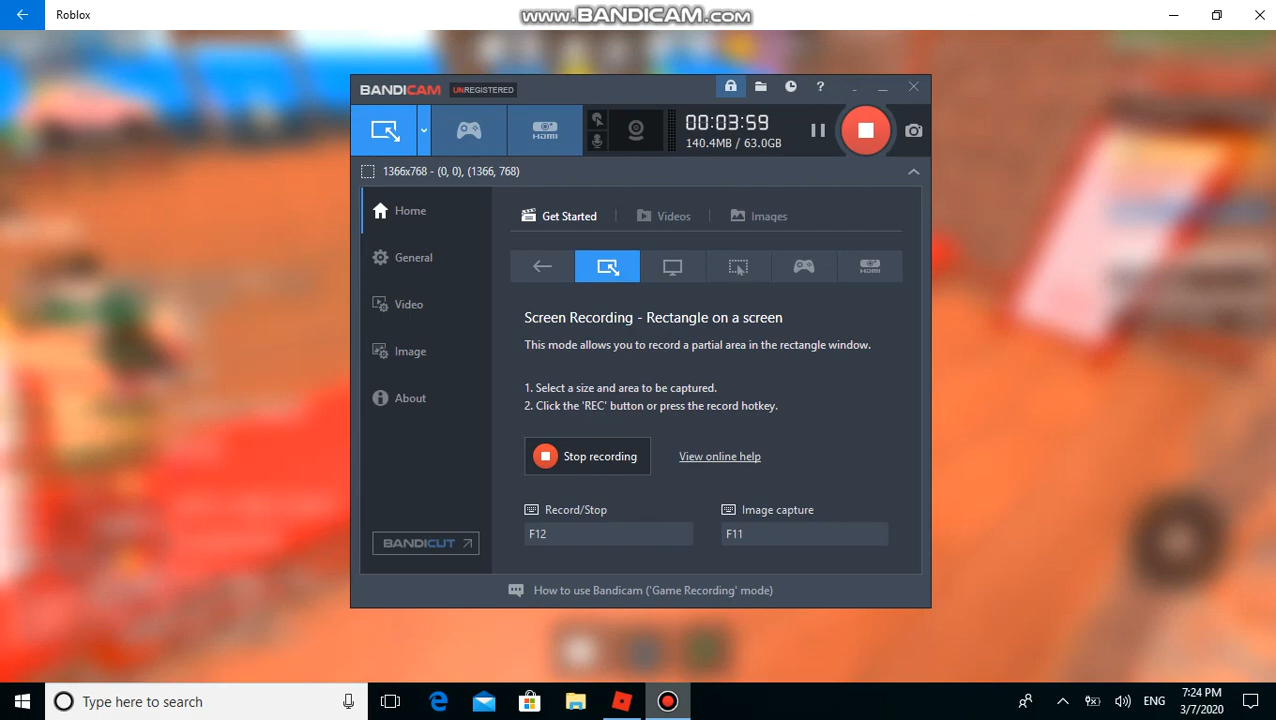 Roblox
www.BANDICAM.com
BANDICAM UNREGISTERED
?
HDMI
00:03:59
140.4MB / 63.0GB
1366x768 - (0, 0), (1366, 768)
Home
General
Video
Image
About
BANDICUT
Get Started
Videos
Images
HDMI
Screen Recording - Rectangle on a screen
This mode allows you to record a partial area in the rectangle window.
1. Select a size and area to be captured.
2. Click the 'REC' button or press the record hotkey.
Stop recording
View online help
Record/Stop
Image capture
F12
F11
How to use Bandicam ('Game Recording' mode)
Type here to search
ENG
7:24 PM
3/7/2020